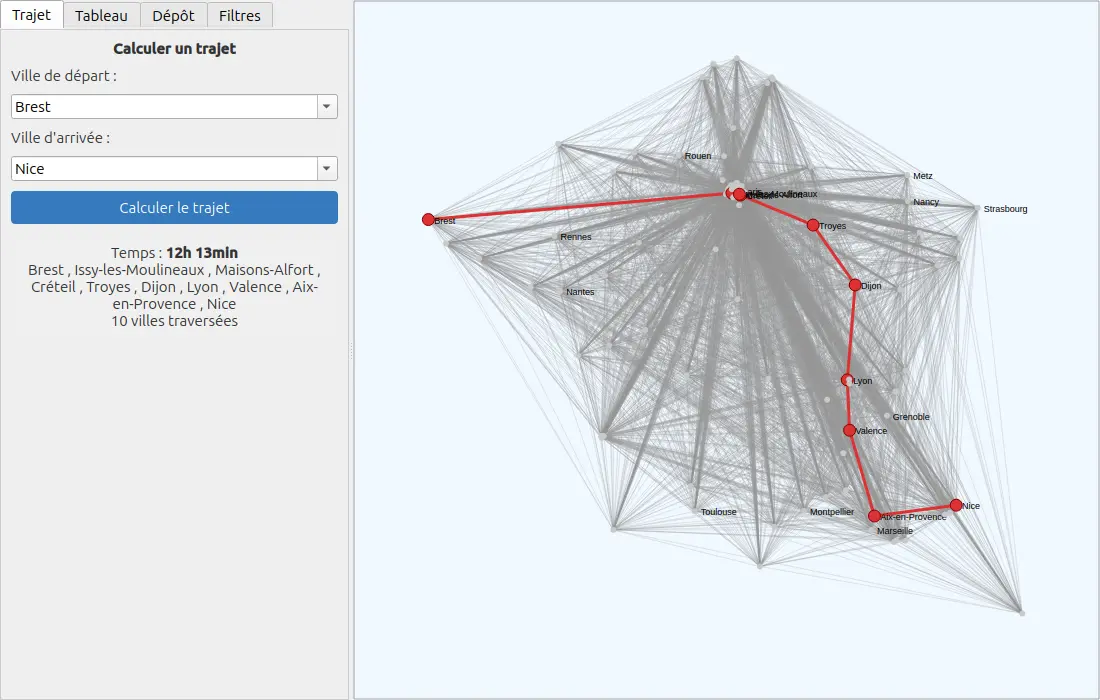 Trajet Tableau Dépôt Filtres
Calculer un trajet
Ville de départ :
Brest
Ville d'arrivée :
Nice
Calculer le trajet
Temps : 12h 13min
Brest , Issy-les-Moulineaux , Maisons-Alfort ,
Créteil , Troyes , Dijon , Lyon , Valence , Aix-
en-Provence , Nice
10 villes traversées
Rouen
Metz
Nancy
Strasbourg
Brest
Troyes
Rennes
Dijon
Nantes
Lyon
Grenoble
Valence
Nice
Toulouse
Montpellier
Aix-en-Provence
Marseille